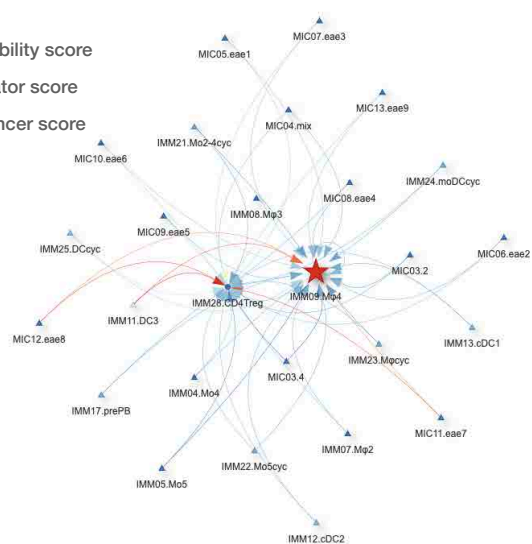 MIC07.eae3
MIC05.eae1
bility score
tor score
MIC13.eae9
ncer score
MIC04.mix
IMM21.Mo2-4cyc
MIC10.eae6
IMM24.moDCcyc
MIC08.eae4
IMM08.Mφ3
MIC09.eae5
IMM25.DCcyc
MIC06.eae2
MIC03.2
IMM28.CD4Treg
IMM09.Mφ4
IMM11.DC3
MIC12.eae8
IMM13.cDC1
IMM23.Mφcyc
MIC03.4
IMM04.Mo4
IMM17.prePB
MIC11.eae7
IMM07.Mφ2
IMM22.Mo5cyc
IMM05.Mo5
IMM12.cDC2